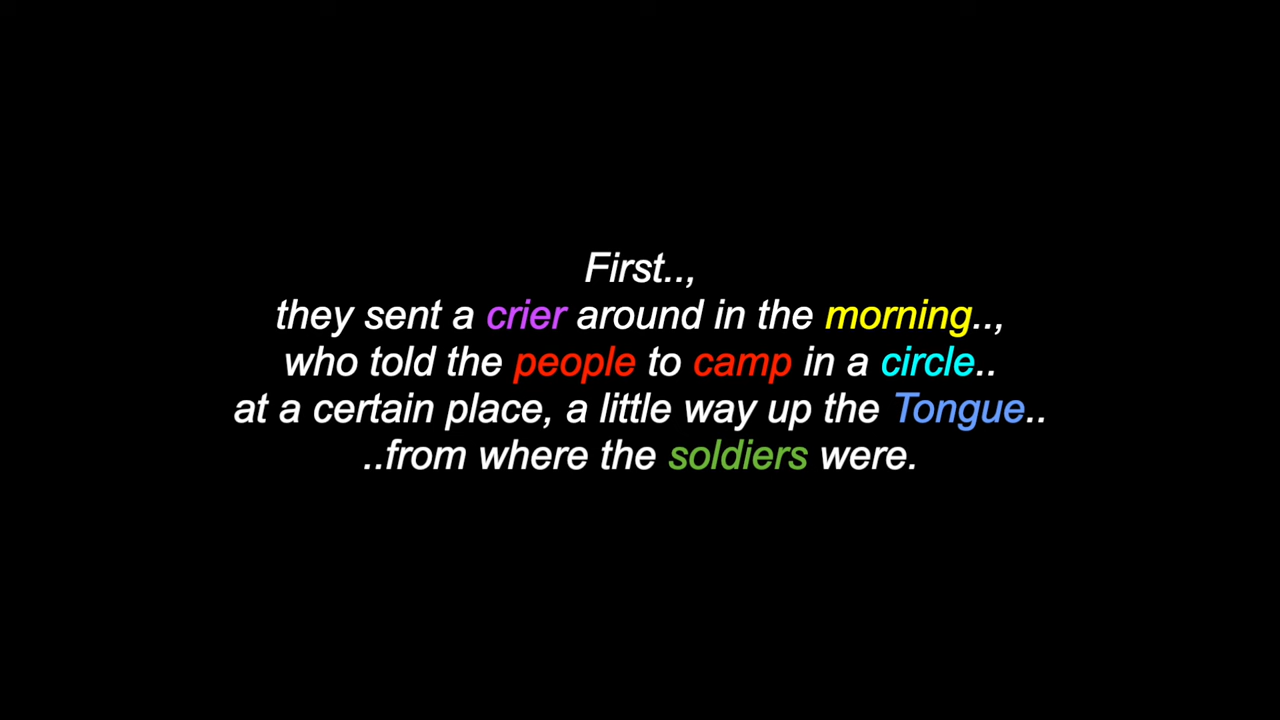 First..,
they sent a crier around in the morning..,
who told the people to camp in a circle..
at a certain place, a little way up the Tongue..
..from where the soldiers were.